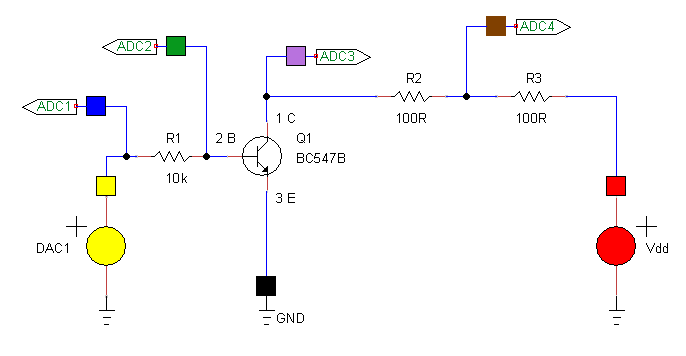 ADC4
ADC2
ADC3
R2
R3
ADC1
100R
100R
1 C
R1
2 B
Q1
BC547B
10k
3 E
DAC1
Vdd
GND